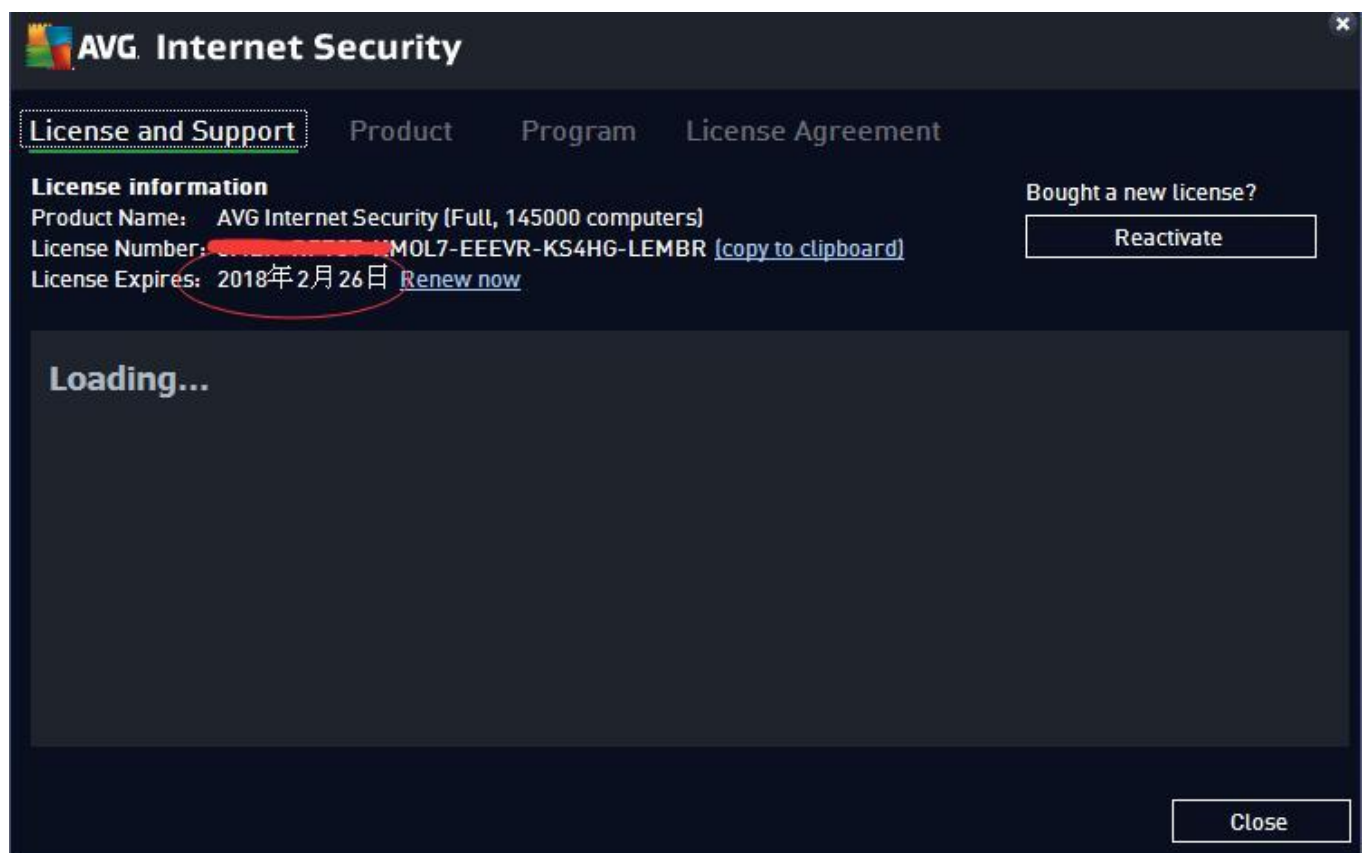 AVG. Internet Security
License and Support Product Program License Agreement
License information
Product Name: AVG Internet Security (Full, 145000 computers)
License Number: MOL7-EEEVR-KS4HG-LEMBR (copy to clipboard)
License Expires: 2018年2月26日 Renew now
Bought a new license?
Reactivate
Loading...
Close